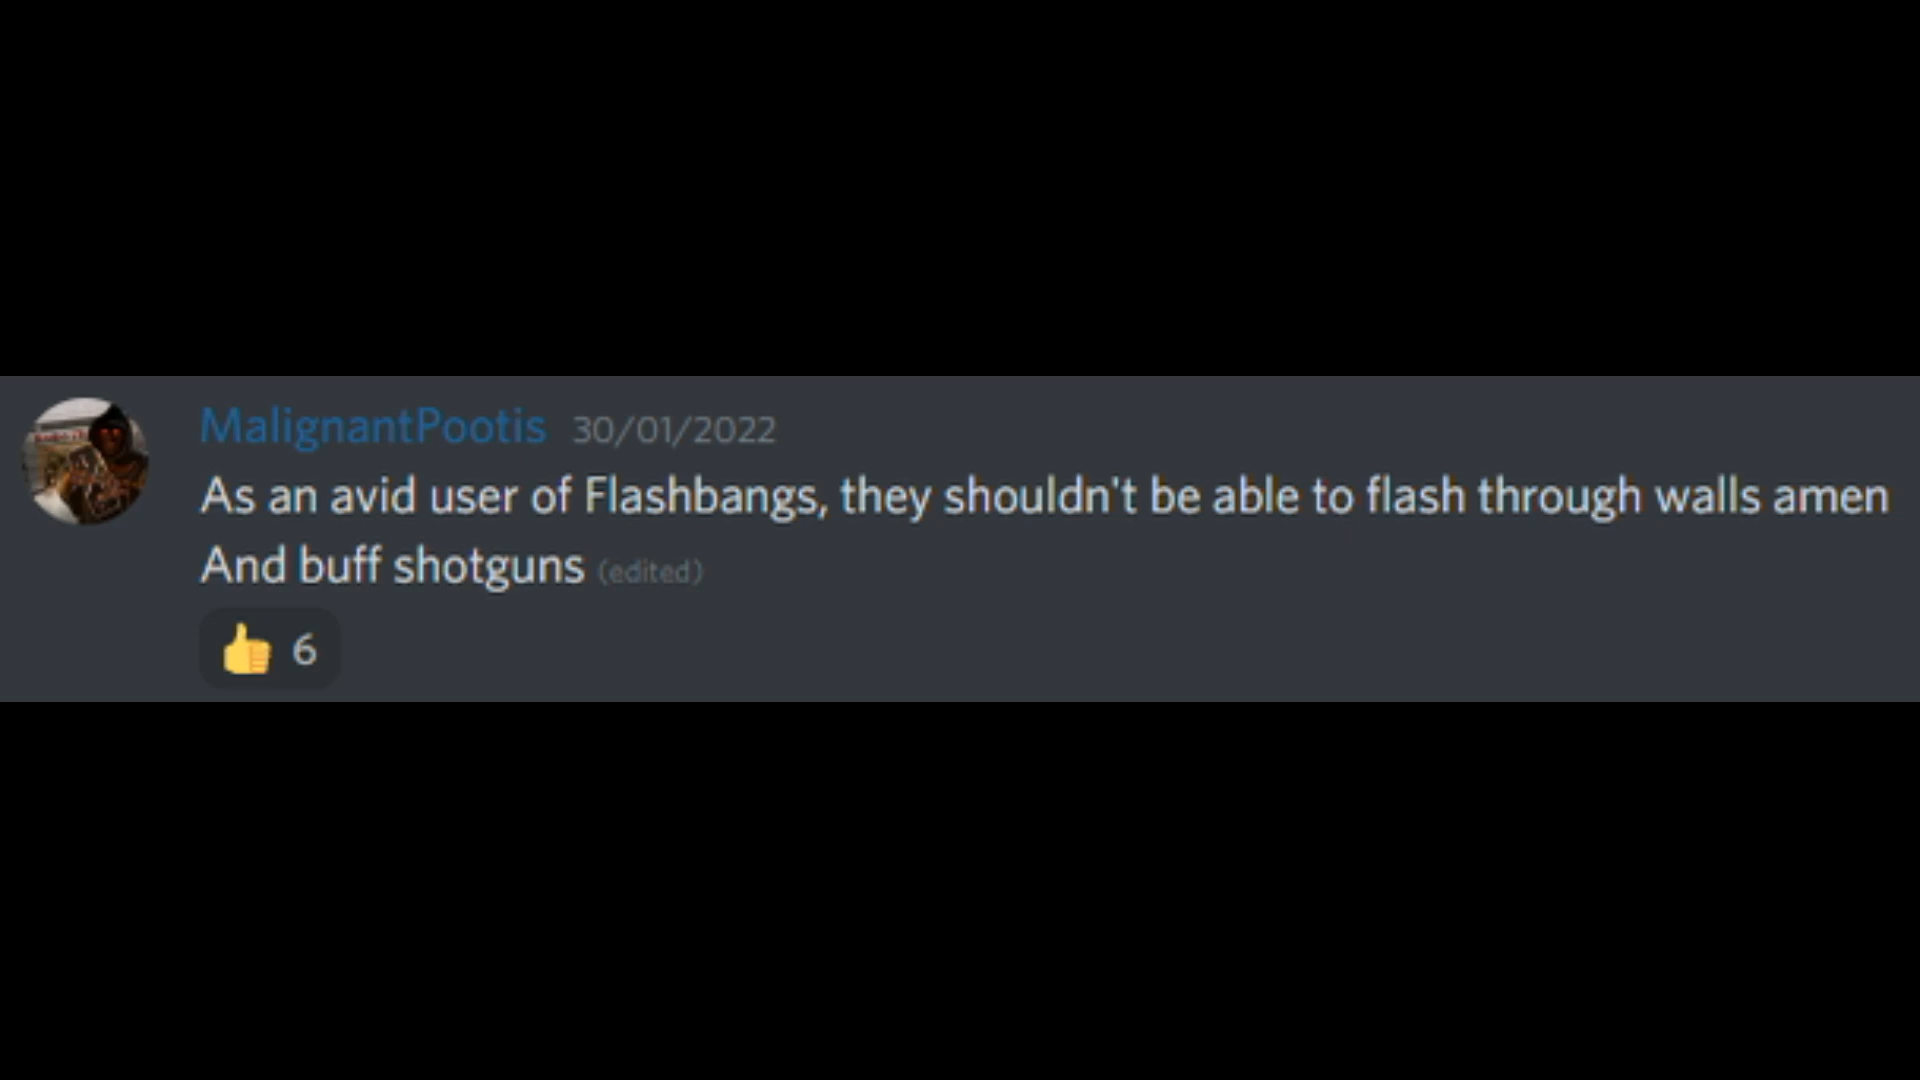 MalignantPootis 30/01/2022
As an avid user of Flashbangs, they shouldn't be able to flash through walls amen
And buff shotguns (edited)
👍 6